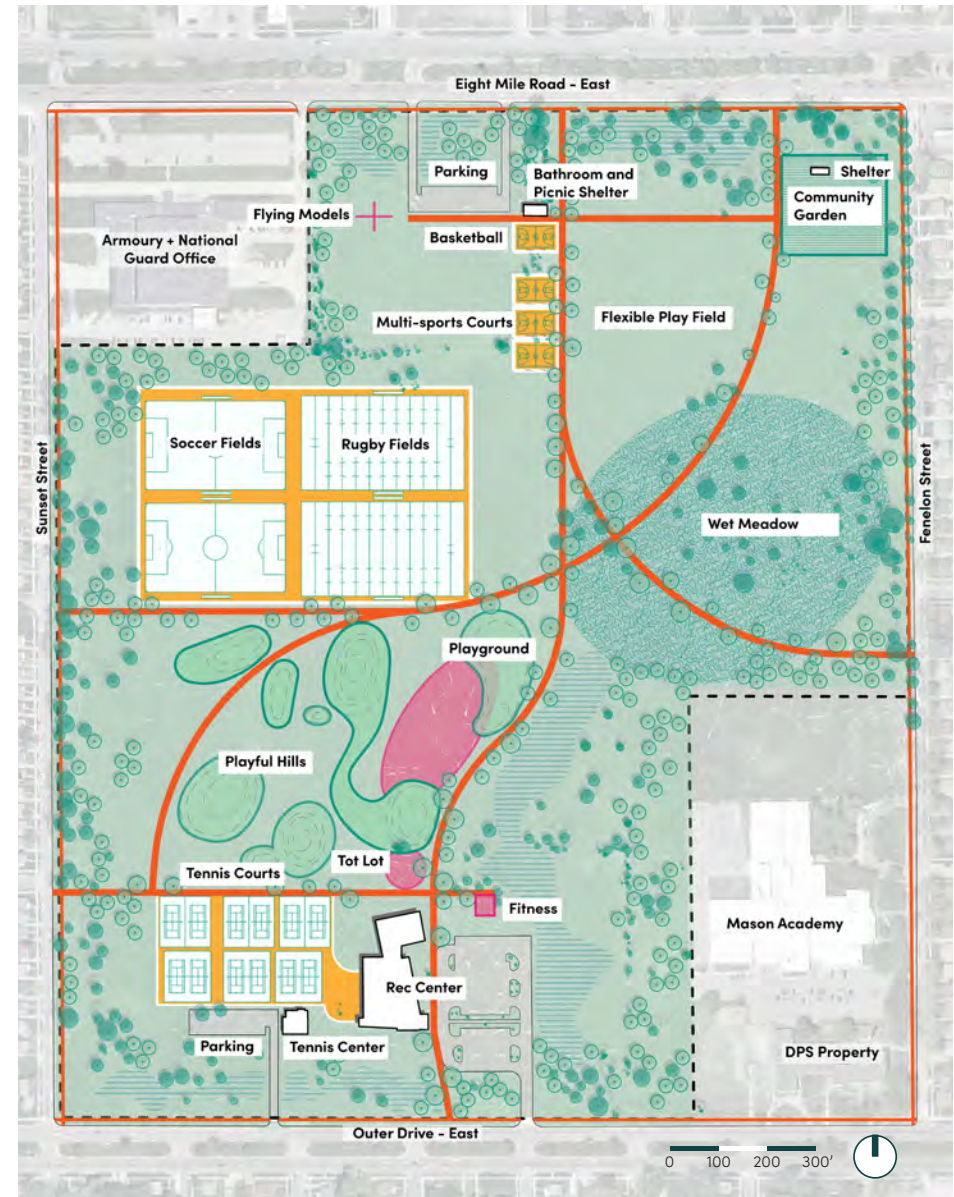 Eight Mile Road - East
Parking
Bathroom and
Picnic Shelter
Shelter
Community
Garden
Flying Models
Basketball
Armoury + National
Guard Office
Multi-sports Courts
Flexible Play Field
Soccer Fields
Rugby Fields
Sunset Street
Fenelon Street
Wet Meadow
Playground
Playful Hills
Tot Lot
Tennis Courts
Fitness
Mason Academy
Rec Center
Parking
Tennis Center
DPS Property
Outer Drive - East
0 100 200 300'